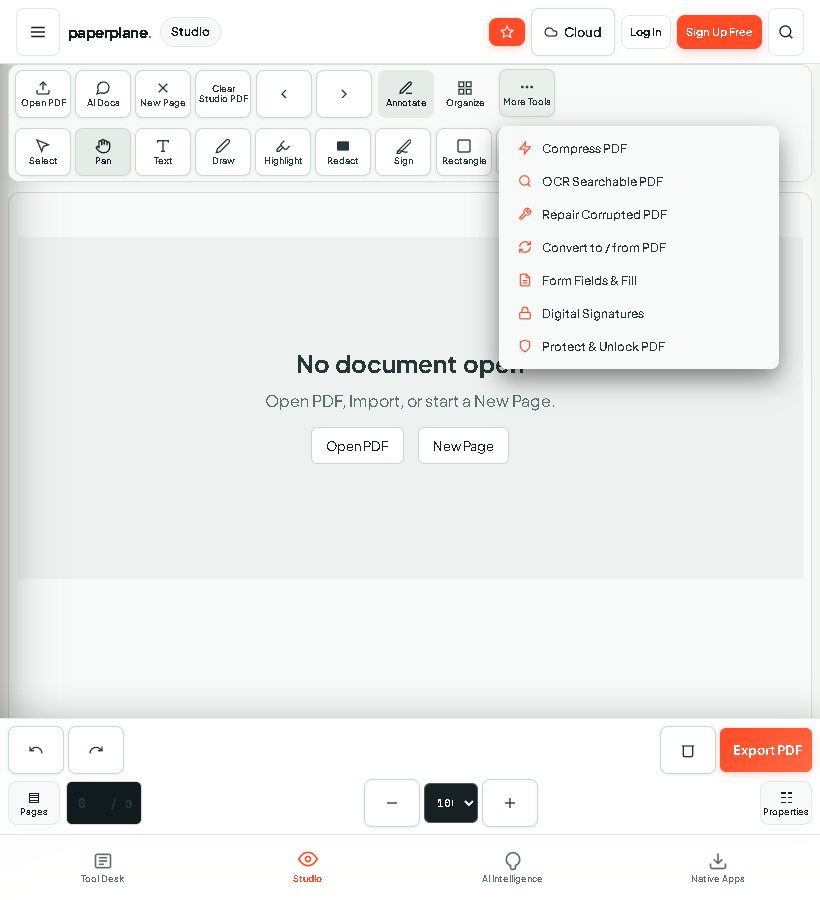 paperplane.
Studio
Cloud
Log In
Sign Up Free
Open PDF
AI Docs
New Page
Clear
Studio PDF
Annotate
Organize
More Tools
Select
Pan
Text
Draw
Highlight
Redact
Sign
Rectangle
Compress PDF
OCR Searchable PDF
Repair Corrupted PDF
Convert to / from PDF
Form Fields & Fill
Digital Signatures
Protect & Unlock PDF
No document open
Open PDF, Import, or start a New Page.
Open PDF
New Page
Export PDF
Pages
0 / 0
Properties
Tool Desk
Studio
AI Intelligence
Native Apps